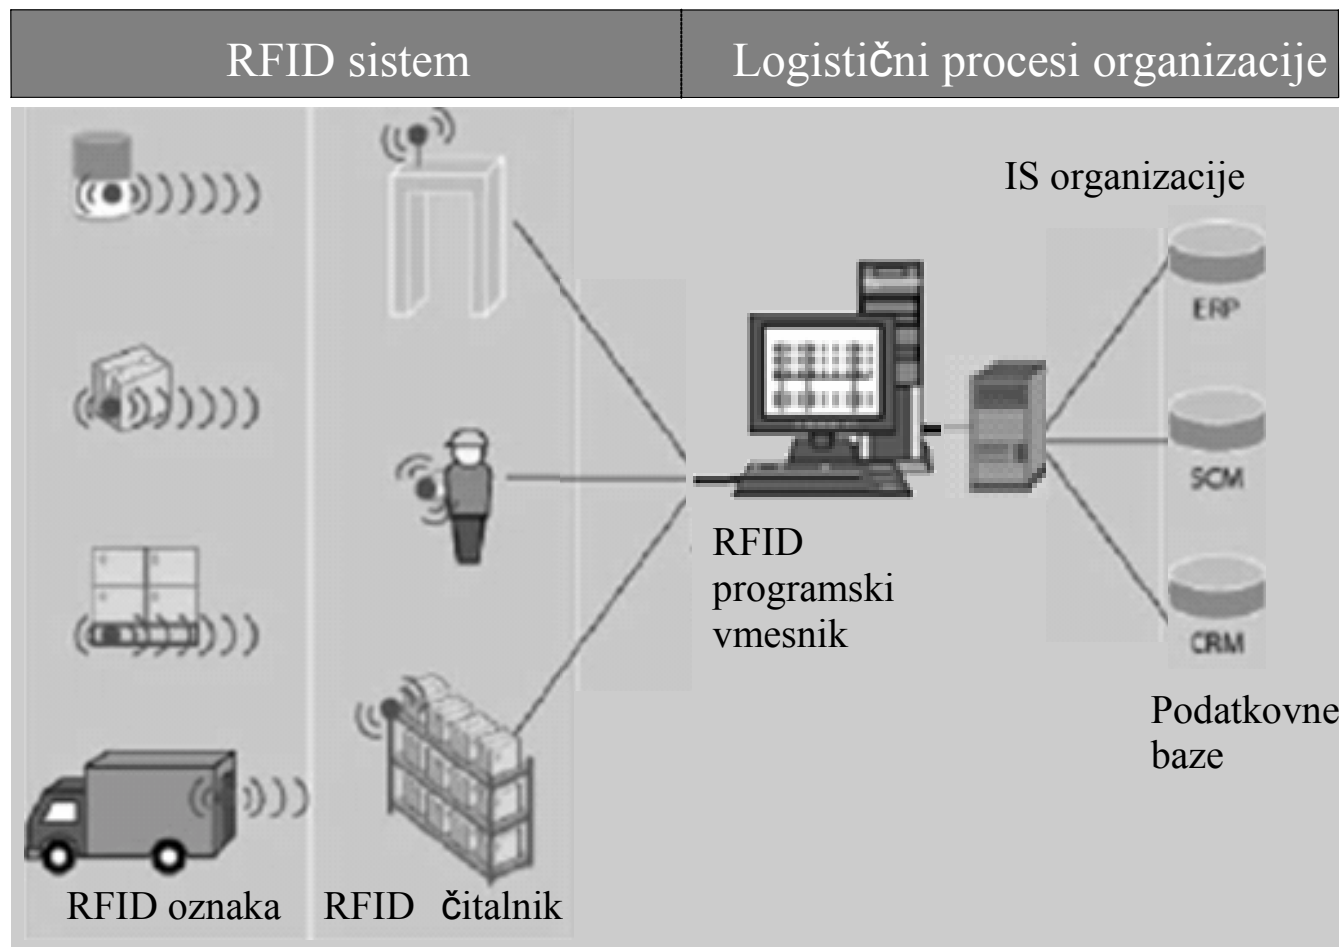 RFID sistem
Logistični procesi organizacije
IS organizacije
ERP
SCM
CRM
RFID
programski
vmesnik
Podatkovne
baze
RFID oznaka
RFID čitalnik